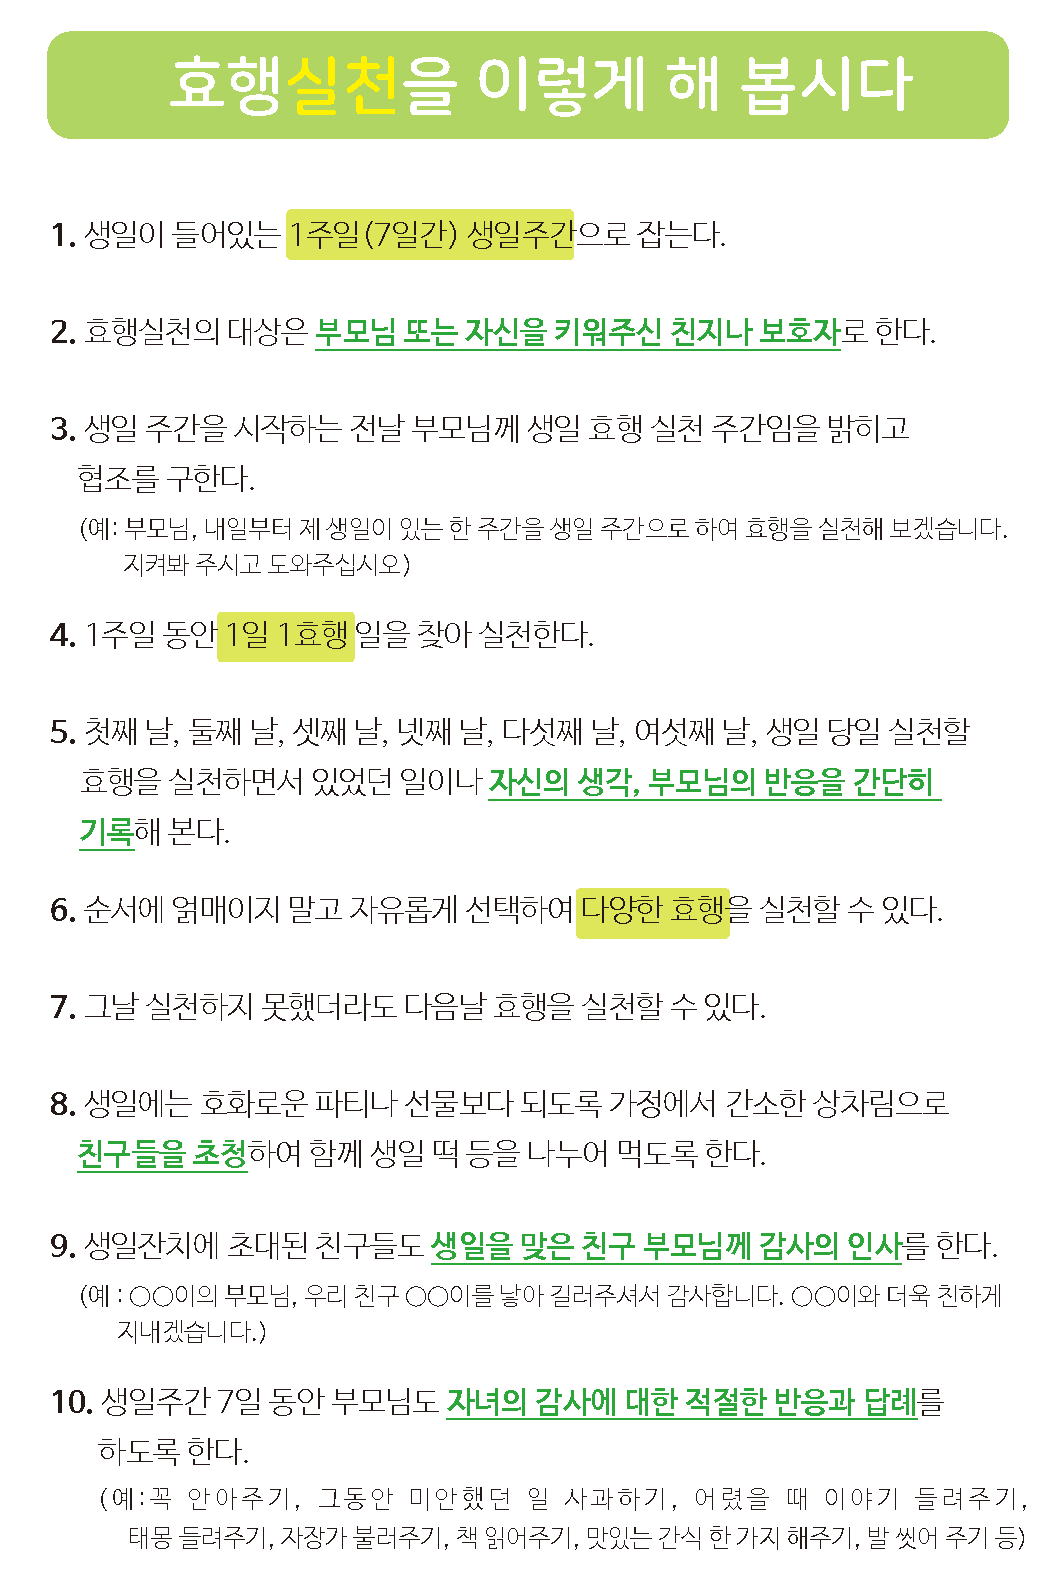 효행실천을 이렇게 해 봅시다
1. 생일이 들어있는 1주일(7일간) 생일주간으로 잡는다.
2. 효행실천의 대상은 부모님 또는 자신을 키워주신 친지나 보호자로 한다.
3. 생일 주간을 시작하는 전날 부모님께 생일 효행 실천 주간임을 밝히고
협조를 구한다.
(예: 부모님, 내일부터 제 생일이 있는 한 주간을 생일 주간으로 하여 효행을 실천해 보겠습니다.
지켜봐 주시고 도와주십시오)
4. 1주일 동안 1일 1효행 일을 찾아 실천한다.
5. 첫째 날, 둘째 날, 셋째 날, 넷째 날, 다섯째 날, 여섯째 날, 생일 당일 실천할
효행을 실천하면서 있었던 일이나 자신의 생각, 부모님의 반응을 간단히
기록해 본다.
6. 순서에 얽매이지 말고 자유롭게 선택하여 다양한 효행을 실천할 수 있다.
7. 그날 실천하지 못했더라도 다음날 효행을 실천할 수 있다.
8. 생일에는 호화로운 파티나 선물보다 되도록 가정에서 간소한 상차림으로
친구들을 초청하여 함께 생일 떡 등을 나누어 먹도록 한다.
9. 생일잔치에 초대된 친구들도 생일을 맞은 친구 부모님께 감사의 인사를 한다.
(예 : ○○이의 부모님, 우리 친구 ○○이를 낳아 길러주셔서 감사합니다. ○○이와 더욱 친하게
지내겠습니다.)
10. 생일주간 7일 동안 부모님도 자녀의 감사에 대한 적절한 반응과 답례를
하도록 한다.
(예:꼭 안아주기, 그동안 미안했던 일 사과하기, 어렸을 때 이야기 들려주기,
태몽 들려주기, 자장가 불러주기, 책 읽어주기, 맛있는 간식 한 가지 해주기, 발 씻어 주기 등)